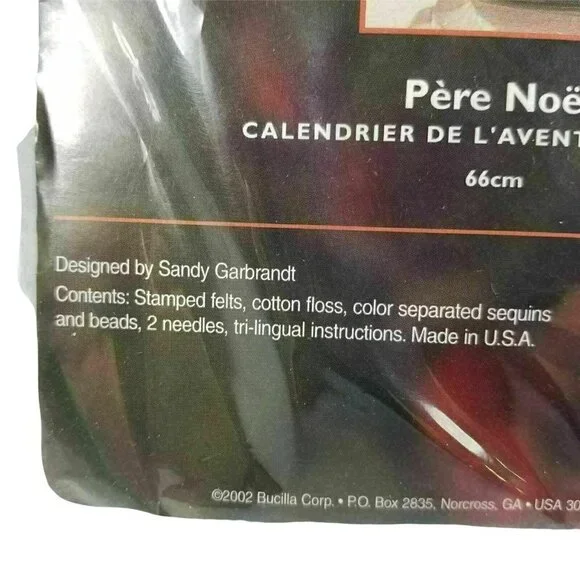 Père Noë
CALENDRIER DE L'AVENT
66cm
Designed by Sandy Garbrandt
Contents: Stamped felts, cotton floss, color separated sequins
and beads, 2 needles, tri-lingual instructions. Made in U.S.A.
©2002 Bucilla Corp. • P.O. Box 2835, Norcross, GA • USA 30